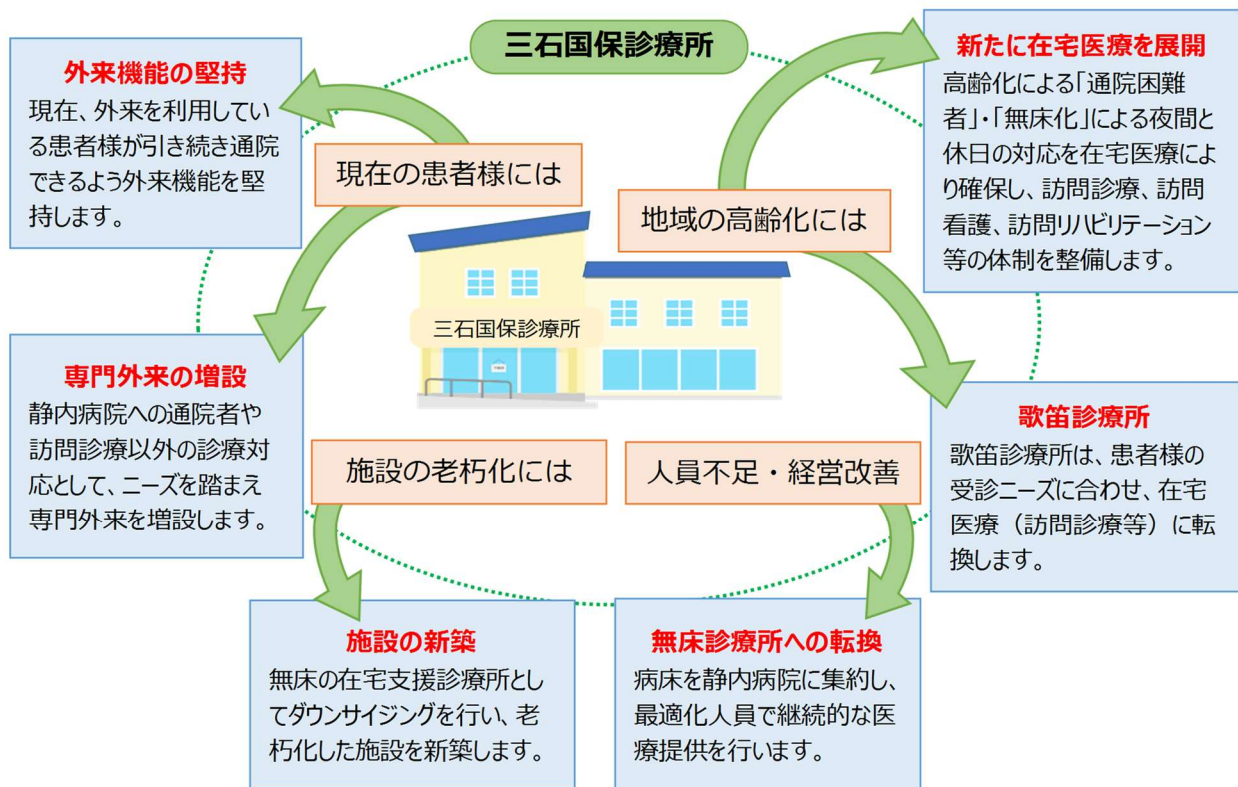 三石国保診療所
外来機能の堅持
現在、外来を利用してい
る患者様が引き続き通院
できるよう外来機能を堅
持します。
現在の患者様には
専門外来の増設
静内病院への通院者や
訪問診療以外の診療対
応として、ニーズを踏まえ
専門外来を増設します。
新たに在宅医療を展開
高齢化による「通院困難
者」・「無床化」による夜間と
休日の対応を在宅医療によ
り確保し、訪問診療、訪問
看護、訪問リハビリテーション
等の体制を整備します。
地域の高齢化には
歌笛診療所
歌笛診療所は、患者様の
受診ニーズに合わせ、在宅
医療（訪問診療等）に転
換します。
三石国保診療所
施設の老朽化には
施設の新築
無床の在宅支援診療所とし
てダウンサイジングを行い、老
朽化した施設を新築します。
人員不足・経営改善
無床診療所への転換
病床を静内病院に集約し、
最適化人員で継続的な医
療提供を行います。